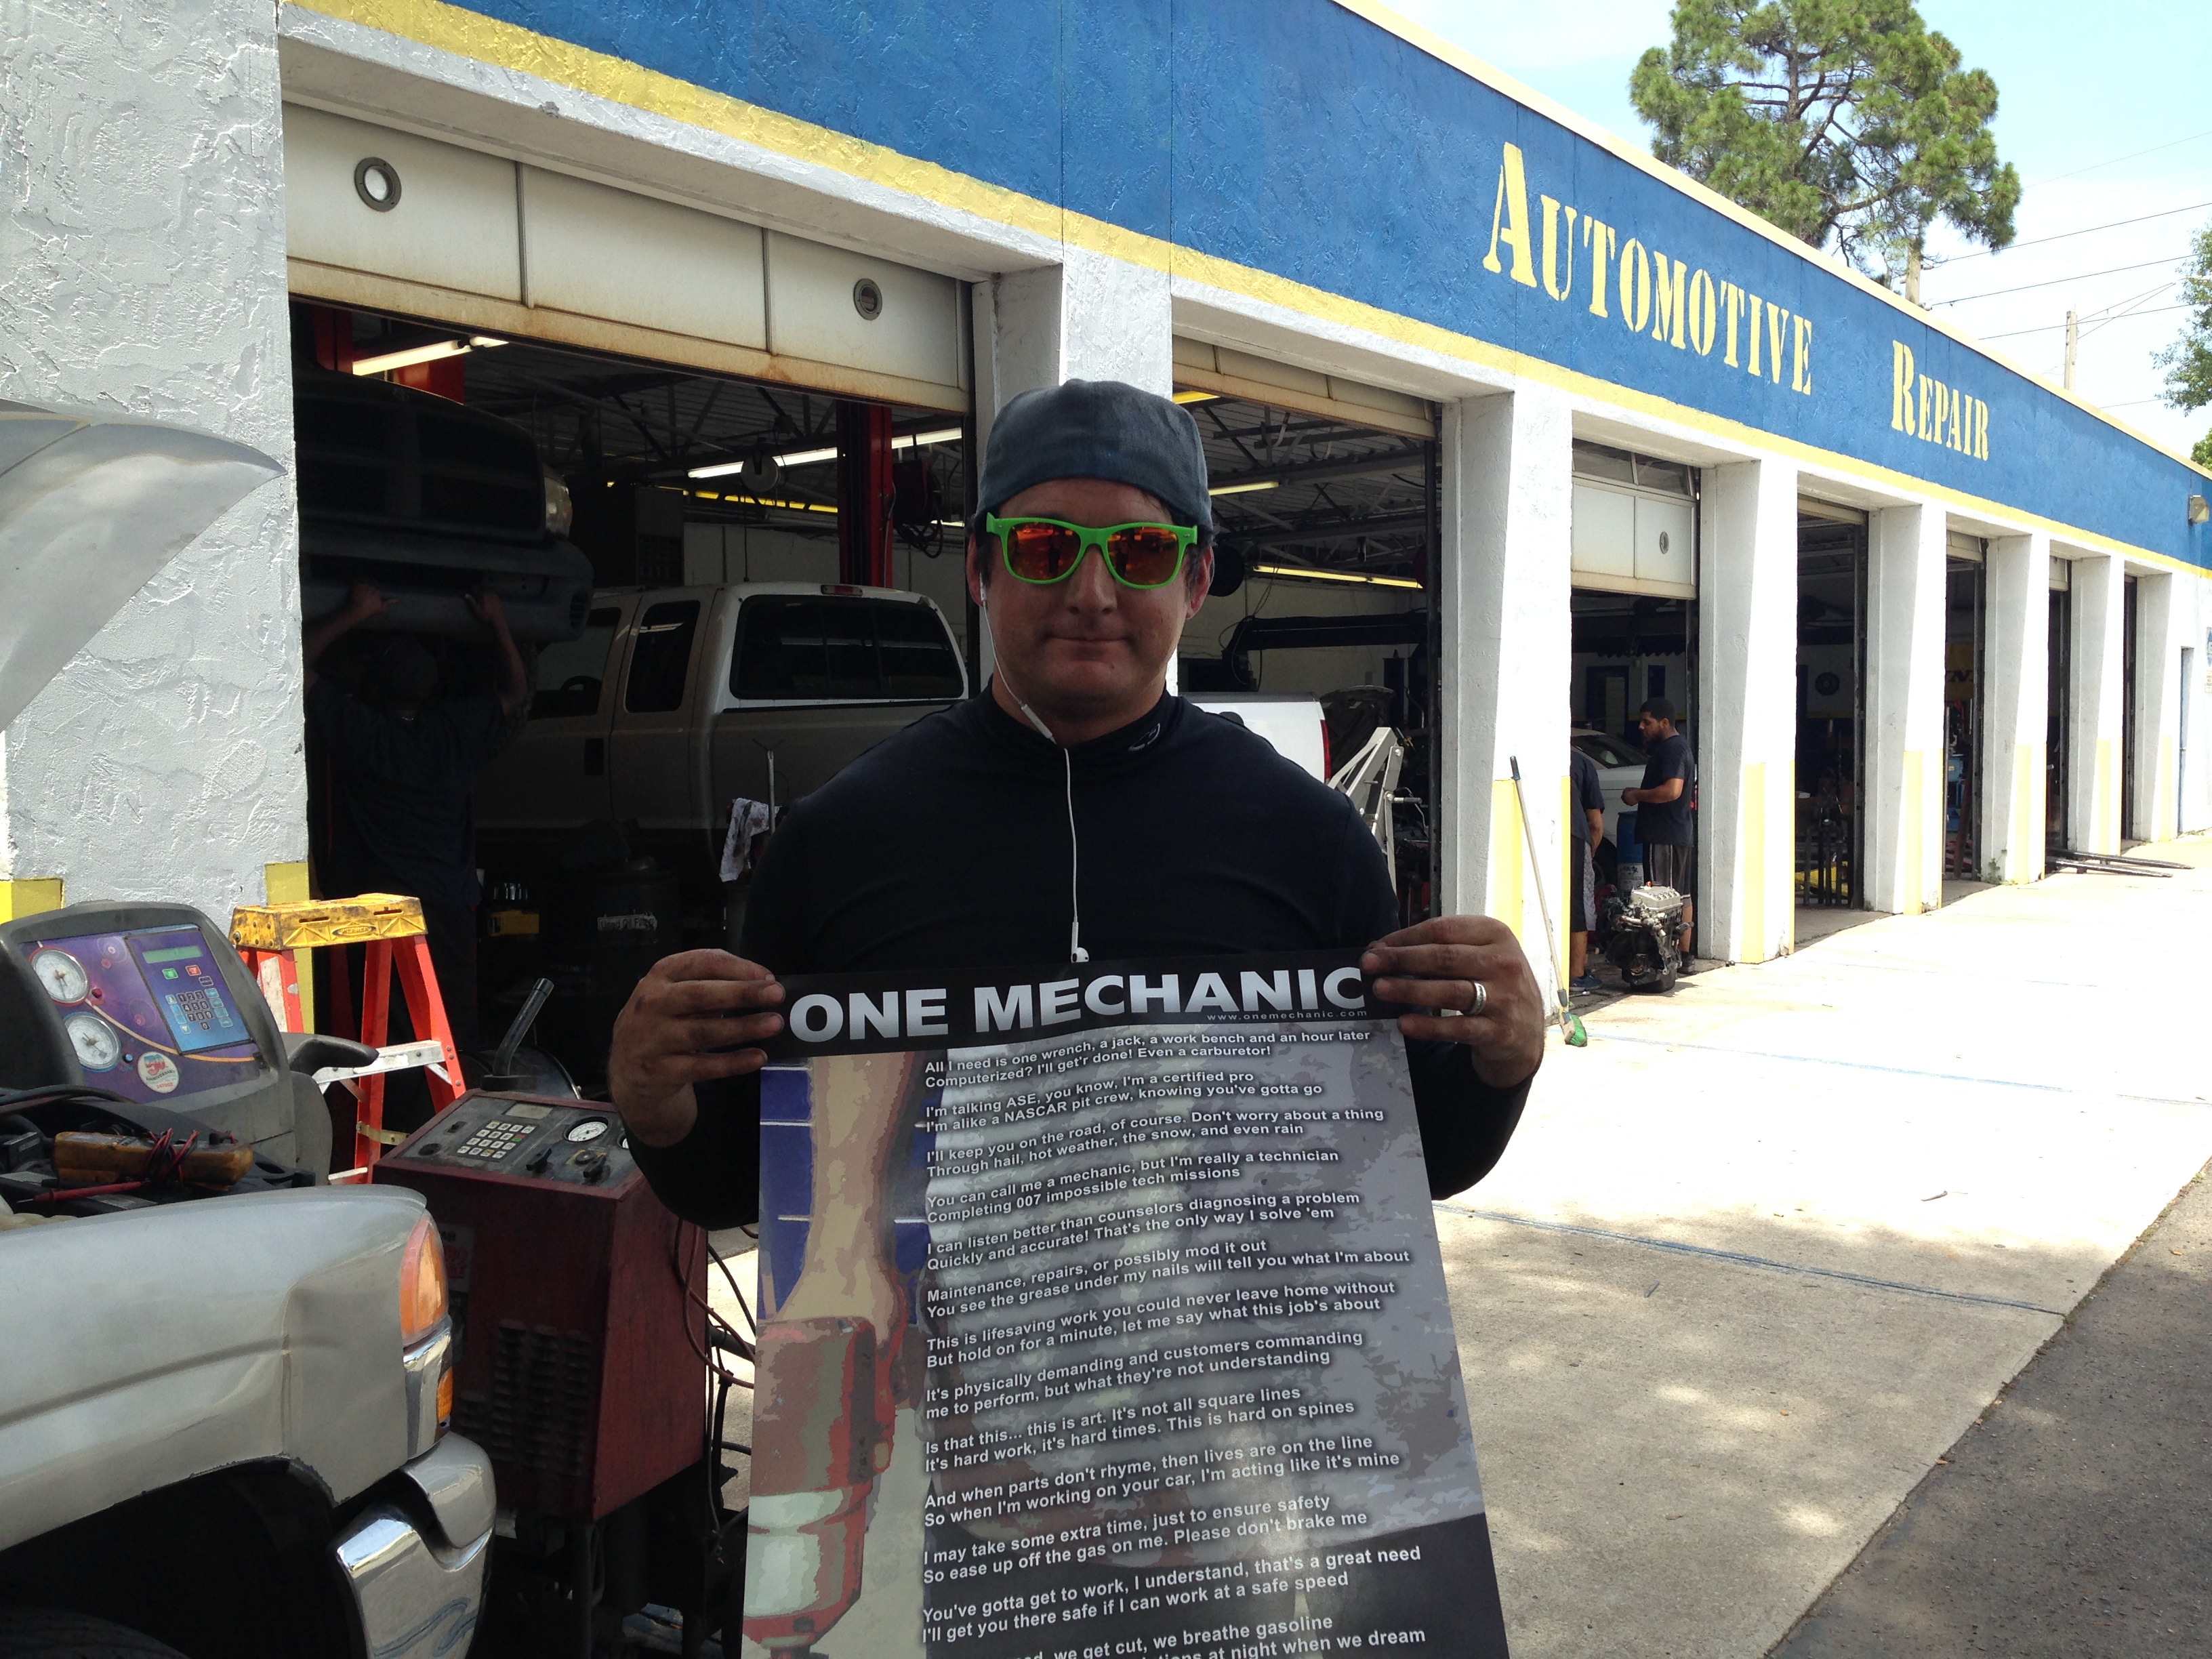 AUTOMOTIVE REPAIR
ONE MECHANIC
www.onemechanic.com
All I need is one wrench, a jack, a work bench and an hour later
Computerized? I'll get'r done! Even a carburetor!
I'm talking ASE, you know, I'm a certified pro
I'm alike a NASCAR pit crew, knowing you've gotta go
I'll keep you on the road, of course. Don't worry about a thing
Through hail, hot weather, the snow, and even rain
You can call me a mechanic, but I'm really a technician
Completing 007 impossible tech missions
I can listen better than counselors diagnosing a problem
Quickly and accurate! That's the only way I solve 'em
Maintenance, repairs, or possibly mod it out
You see the grease under my nails will tell you what I'm about
This is lifesaving work you could never leave home without
But hold on for a minute, let me say what this job's about
It's physically demanding and customers commanding
me to perform, but what they're not understanding
Is that this... this is art. It's not all square lines
It's hard work, it's hard times. This is hard on spines
And when parts don't rhyme, then lives are on the line
So when I'm working on your car, I'm acting like it's mine
I may take some extra time, just to ensure safety
So ease up off the gas on me. Please don't brake me
You've gotta get to work, I understand, that's a great need
I'll get you there safe if I can work at a safe speed
we get cut, we breathe gasoline
at night when we dream